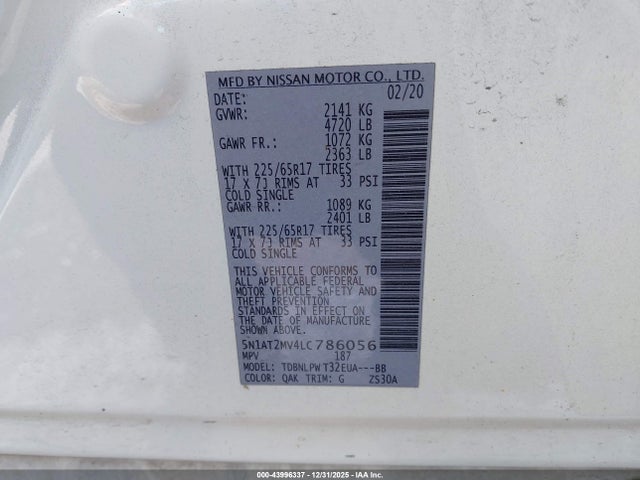 MFD BY NISSAN MOTOR CO., LTD.
DATE: 02/20
GVWR: 2141 KG
4720 LB
GAWR FR.: 1072 KG
2363 LB
WITH 225/65R17 TIRES
17 X 7J RIMS AT 33 PSI
COLD SINGLE
GAWR RR.: 1089 KG
2401 LB
WITH 225/65R17 TIRES
17 X 7J RIMS AT 33 PSI
COLD SINGLE
THIS VEHICLE CONFORMS TO
ALL APPLICABLE FEDERAL
MOTOR VEHICLE SAFETY AND
THEFT PREVENTION
STANDARDS IN EFFECT ON
THE DATE OF MANUFACTURE
SHOWN ABOVE.
5N1AT2MV4LC786056
MPV 187
MODEL: TDBNLPW T32EUA---BB
COLOR: QAK TRIM: G ZS30A
000-43996337 - 12/31/2025 - IAA Inc.